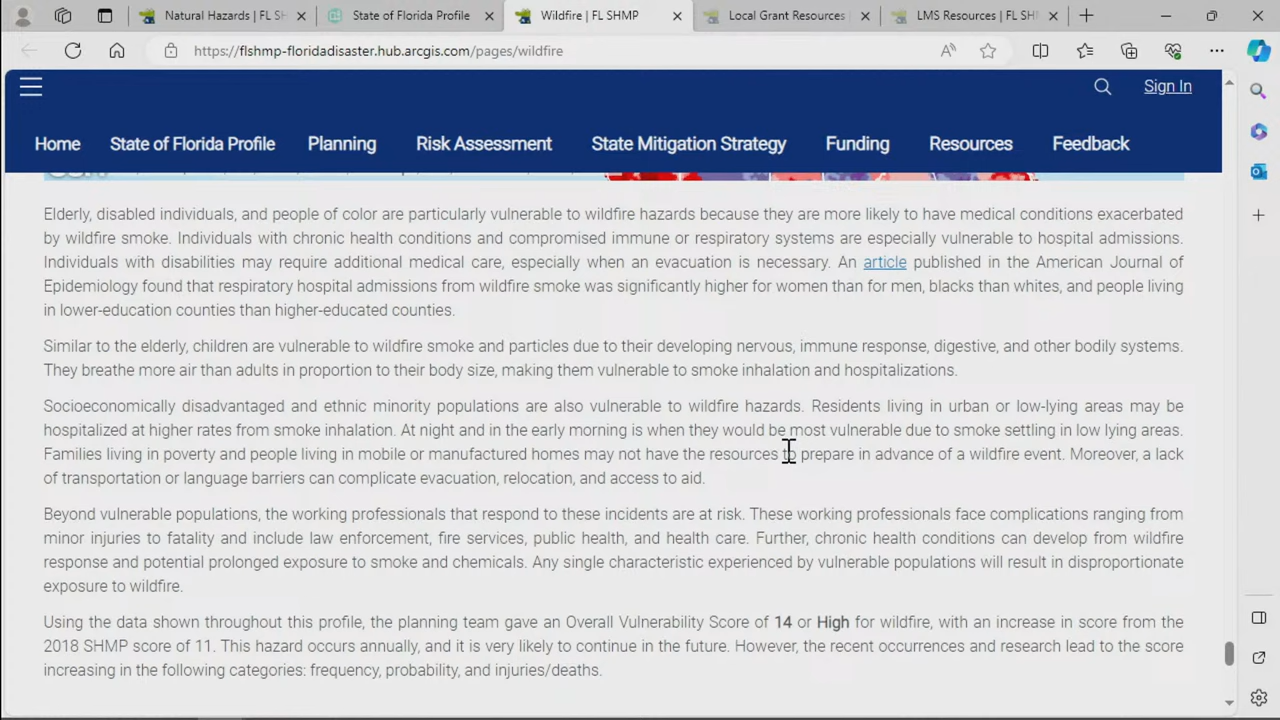 Natural Hazards | FL S
State of Florida Profile
Wildfire | FL SHMP
Local Grant Resources |
LMS Resources | FL SH
https://flshmp-floridadisaster.hub.arcgis.com/pages/wildfire
Sign In
Home State of Florida Profile Planning Risk Assessment State Mitigation Strategy Funding Resources Feedback
Elderly, disabled individuals, and people of color are particularly vulnerable to wildfire hazards because they are more likely to have medical conditions exacerbated
by wildfire smoke. Individuals with chronic health conditions and compromised immune or respiratory systems are especially vulnerable to hospital admissions.
Individuals with disabilities may require additional medical care, especially when an evacuation is necessary. An article published in the American Journal of
Epidemiology found that respiratory hospital admissions from wildfire smoke was significantly higher for women than for men, blacks than whites, and people living
in lower-education counties than higher-educated counties.
Similar to the elderly, children are vulnerable to wildfire smoke and particles due to their developing nervous, immune response, digestive, and other bodily systems.
They breathe more air than adults in proportion to their body size, making them vulnerable to smoke inhalation and hospitalizations.
Socioeconomically disadvantaged and ethnic minority populations are also vulnerable to wildfire hazards. Residents living in urban or low-lying areas may be
hospitalized at higher rates from smoke inhalation. At night and in the early morning is when they would be most vulnerable due to smoke settling in low lying areas.
Families living in poverty and people living in mobile or manufactured homes may not have the resources to prepare in advance of a wildfire event. Moreover, a lack
of transportation or language barriers can complicate evacuation, relocation, and access to aid.
Beyond vulnerable populations, the working professionals that respond to these incidents are at risk. These working professionals face complications ranging from
minor injuries to fatality and include law enforcement, fire services, public health, and health care. Further, chronic health conditions can develop from wildfire
response and potential prolonged exposure to smoke and chemicals. Any single characteristic experienced by vulnerable populations will result in disproportionate
exposure to wildfire.
Using the data shown throughout this profile, the planning team gave an Overall Vulnerability Score of 14 or High for wildfire, with an increase in score from the
2018 SHMP score of 11. This hazard occurs annually, and it is very likely to continue in the future. However, the recent occurrences and research lead to the score
increasing in the following categories: frequency, probability, and injuries/deaths.